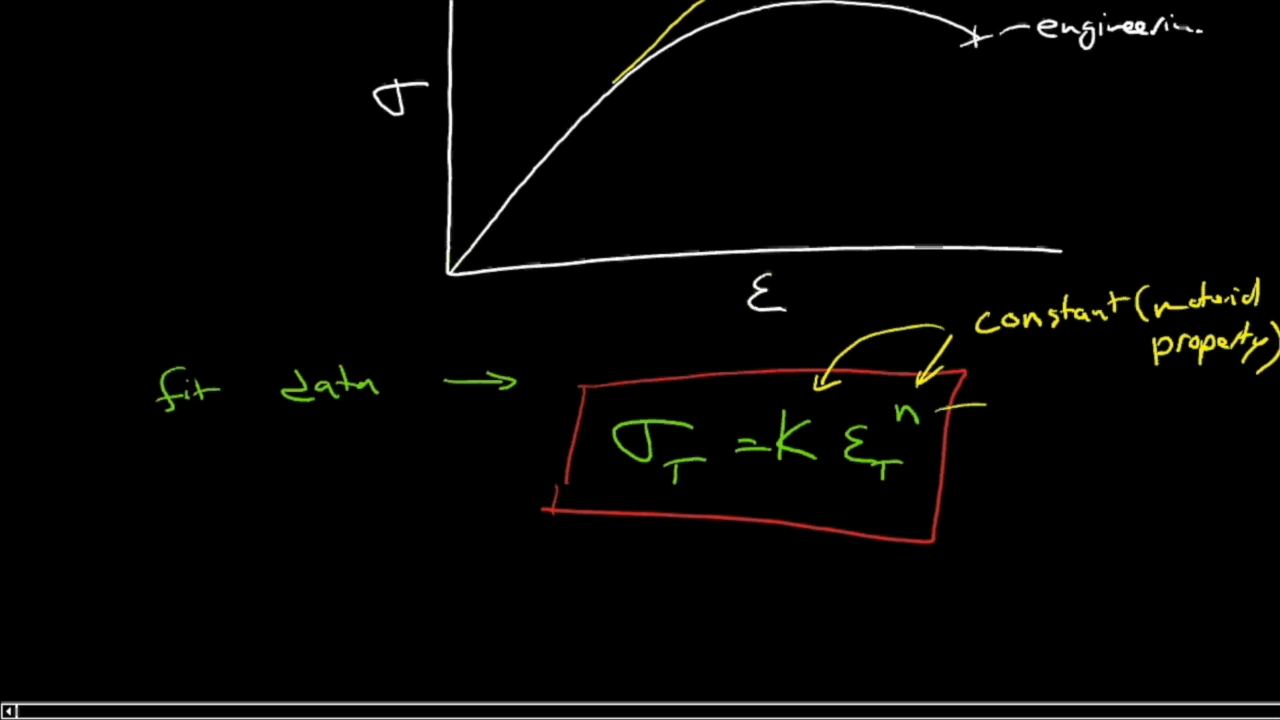 engineerin.
σ
ε
constant (material
property)
fit data →
σ_T = K ε_T^n